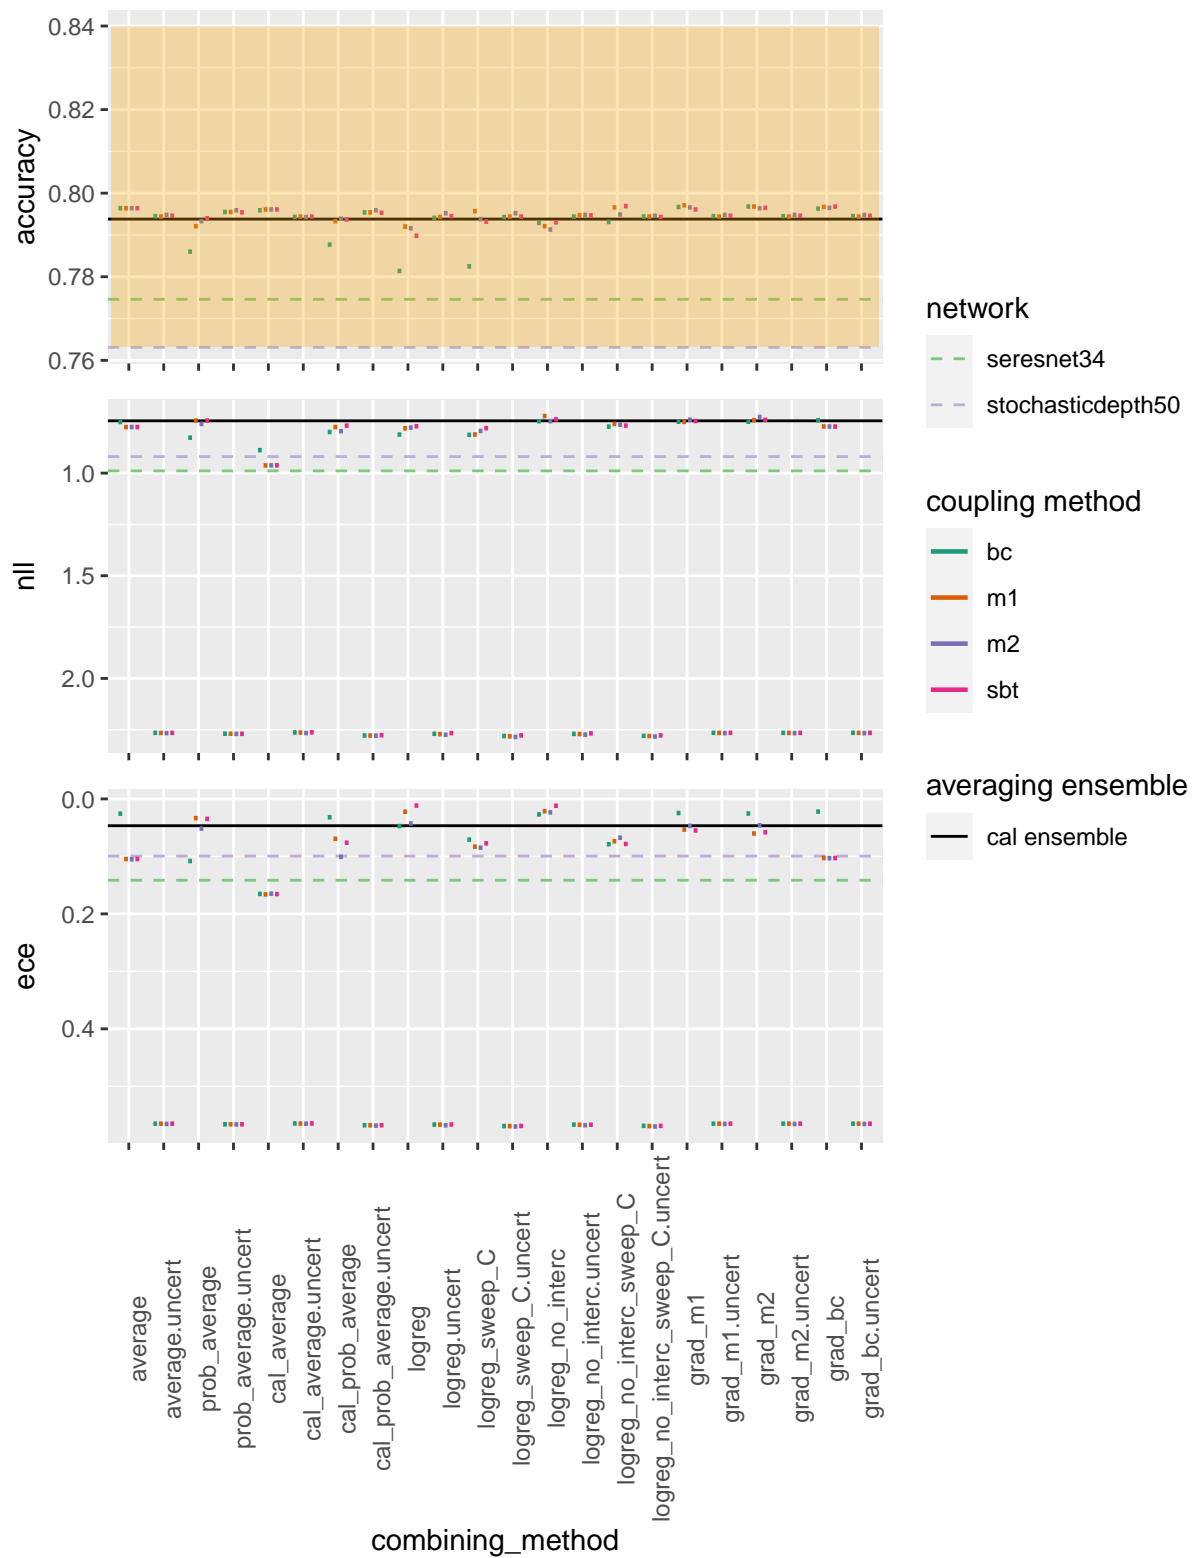 accuracy
0.84
0.82
0.80
0.78
0.76
nll
1.0
1.5
2.0
ece
0.0
0.2
0.4
average
average.uncert
prob_average
prob_average.uncert
cal_average
cal_average.uncert
cal_prob_average
cal_prob_average.uncert
logreg
logreg.uncert
logreg_sweep_C
logreg_sweep_C.uncert
logreg_no_interc
logreg_no_interc.uncert
logreg_no_interc_sweep_C
logreg_no_interc_sweep_C.uncert
grad_m1
grad_m1.uncert
grad_m2
grad_m2.uncert
grad_bc
grad_bc.uncert
combining_method
network
seresnet34
stochasticdepth50
coupling method
bc
m1
m2
sbt
averaging ensemble
cal ensemble